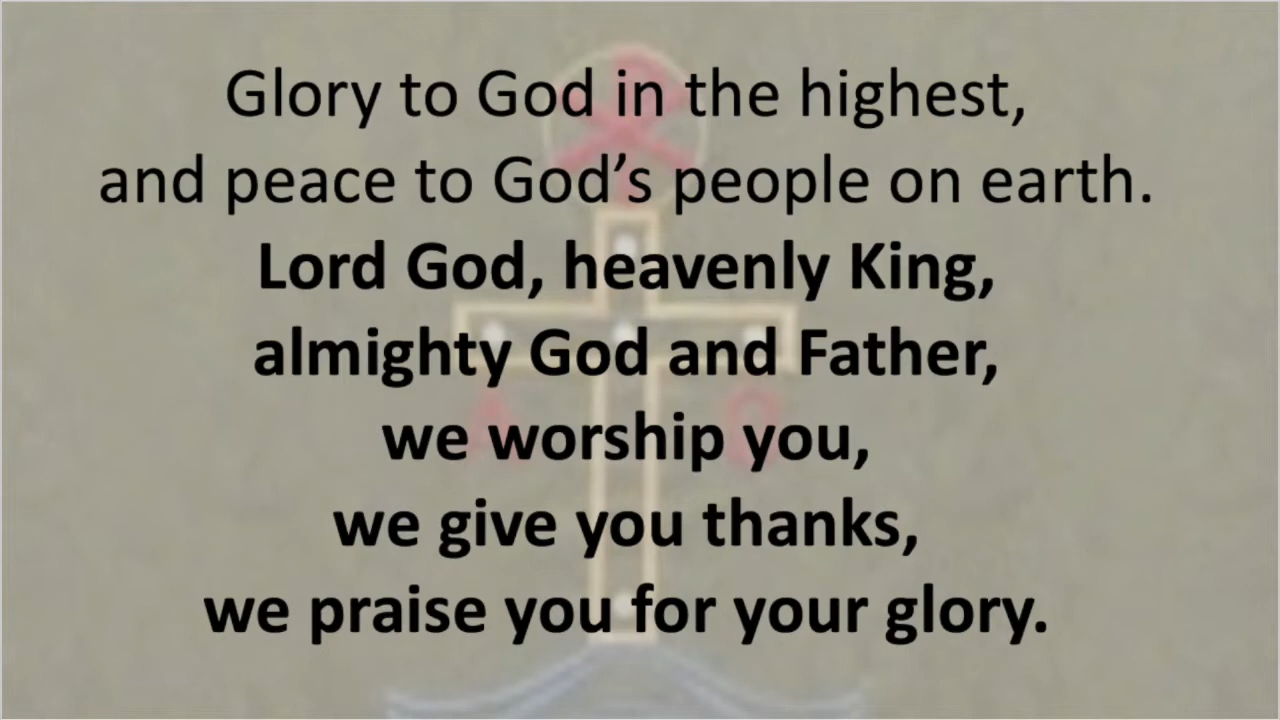 Glory to God in the highest,
and peace to God’s people on earth.
Lord God, heavenly King,
almighty God and Father,
we worship you,
we give you thanks,
we praise you for your glory.